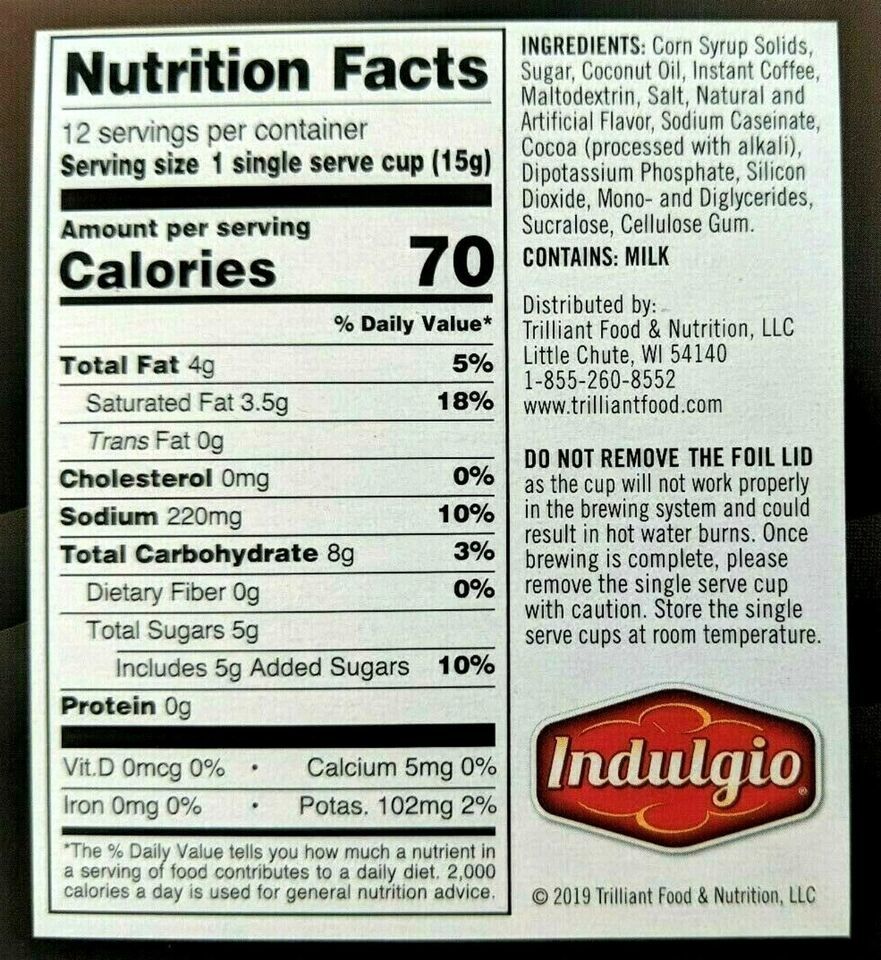 Nutrition Facts
12 servings per container
Serving size 1 single serve cup (15g)
Amount per serving
Calories 70
% Daily Value*
Total Fat 4g 5%
Saturated Fat 3.5g 18%
Trans Fat 0g
Cholesterol 0mg 0%
Sodium 220mg 10%
Total Carbohydrate 8g 3%
Dietary Fiber 0g 0%
Total Sugars 5g
Includes 5g Added Sugars 10%
Protein 0g
Vit.D 0mcg 0% • Calcium 5mg 0%
Iron 0mg 0% • Potas. 102mg 2%
*The % Daily Value tells you how much a nutrient in
a serving of food contributes to a daily diet. 2,000
calories a day is used for general nutrition advice.
INGREDIENTS: Corn Syrup Solids,
Sugar, Coconut Oil, Instant Coffee,
Maltodextrin, Salt, Natural and
Artificial Flavor, Sodium Caseinate,
Cocoa (processed with alkali),
Dipotassium Phosphate, Silicon
Dioxide, Mono- and Diglycerides,
Sucralose, Cellulose Gum.
CONTAINS: MILK
Distributed by:
Trilliant Food & Nutrition, LLC
Little Chute, WI 54140
1-855-260-8552
www.trilliantfood.com
DO NOT REMOVE THE FOIL LID
as the cup will not work properly
in the brewing system and could
result in hot water burns. Once
brewing is complete, please
remove the single serve cup
with caution. Store the single
serve cups at room temperature.
Indulgio®
© 2019 Trilliant Food & Nutrition, LLC